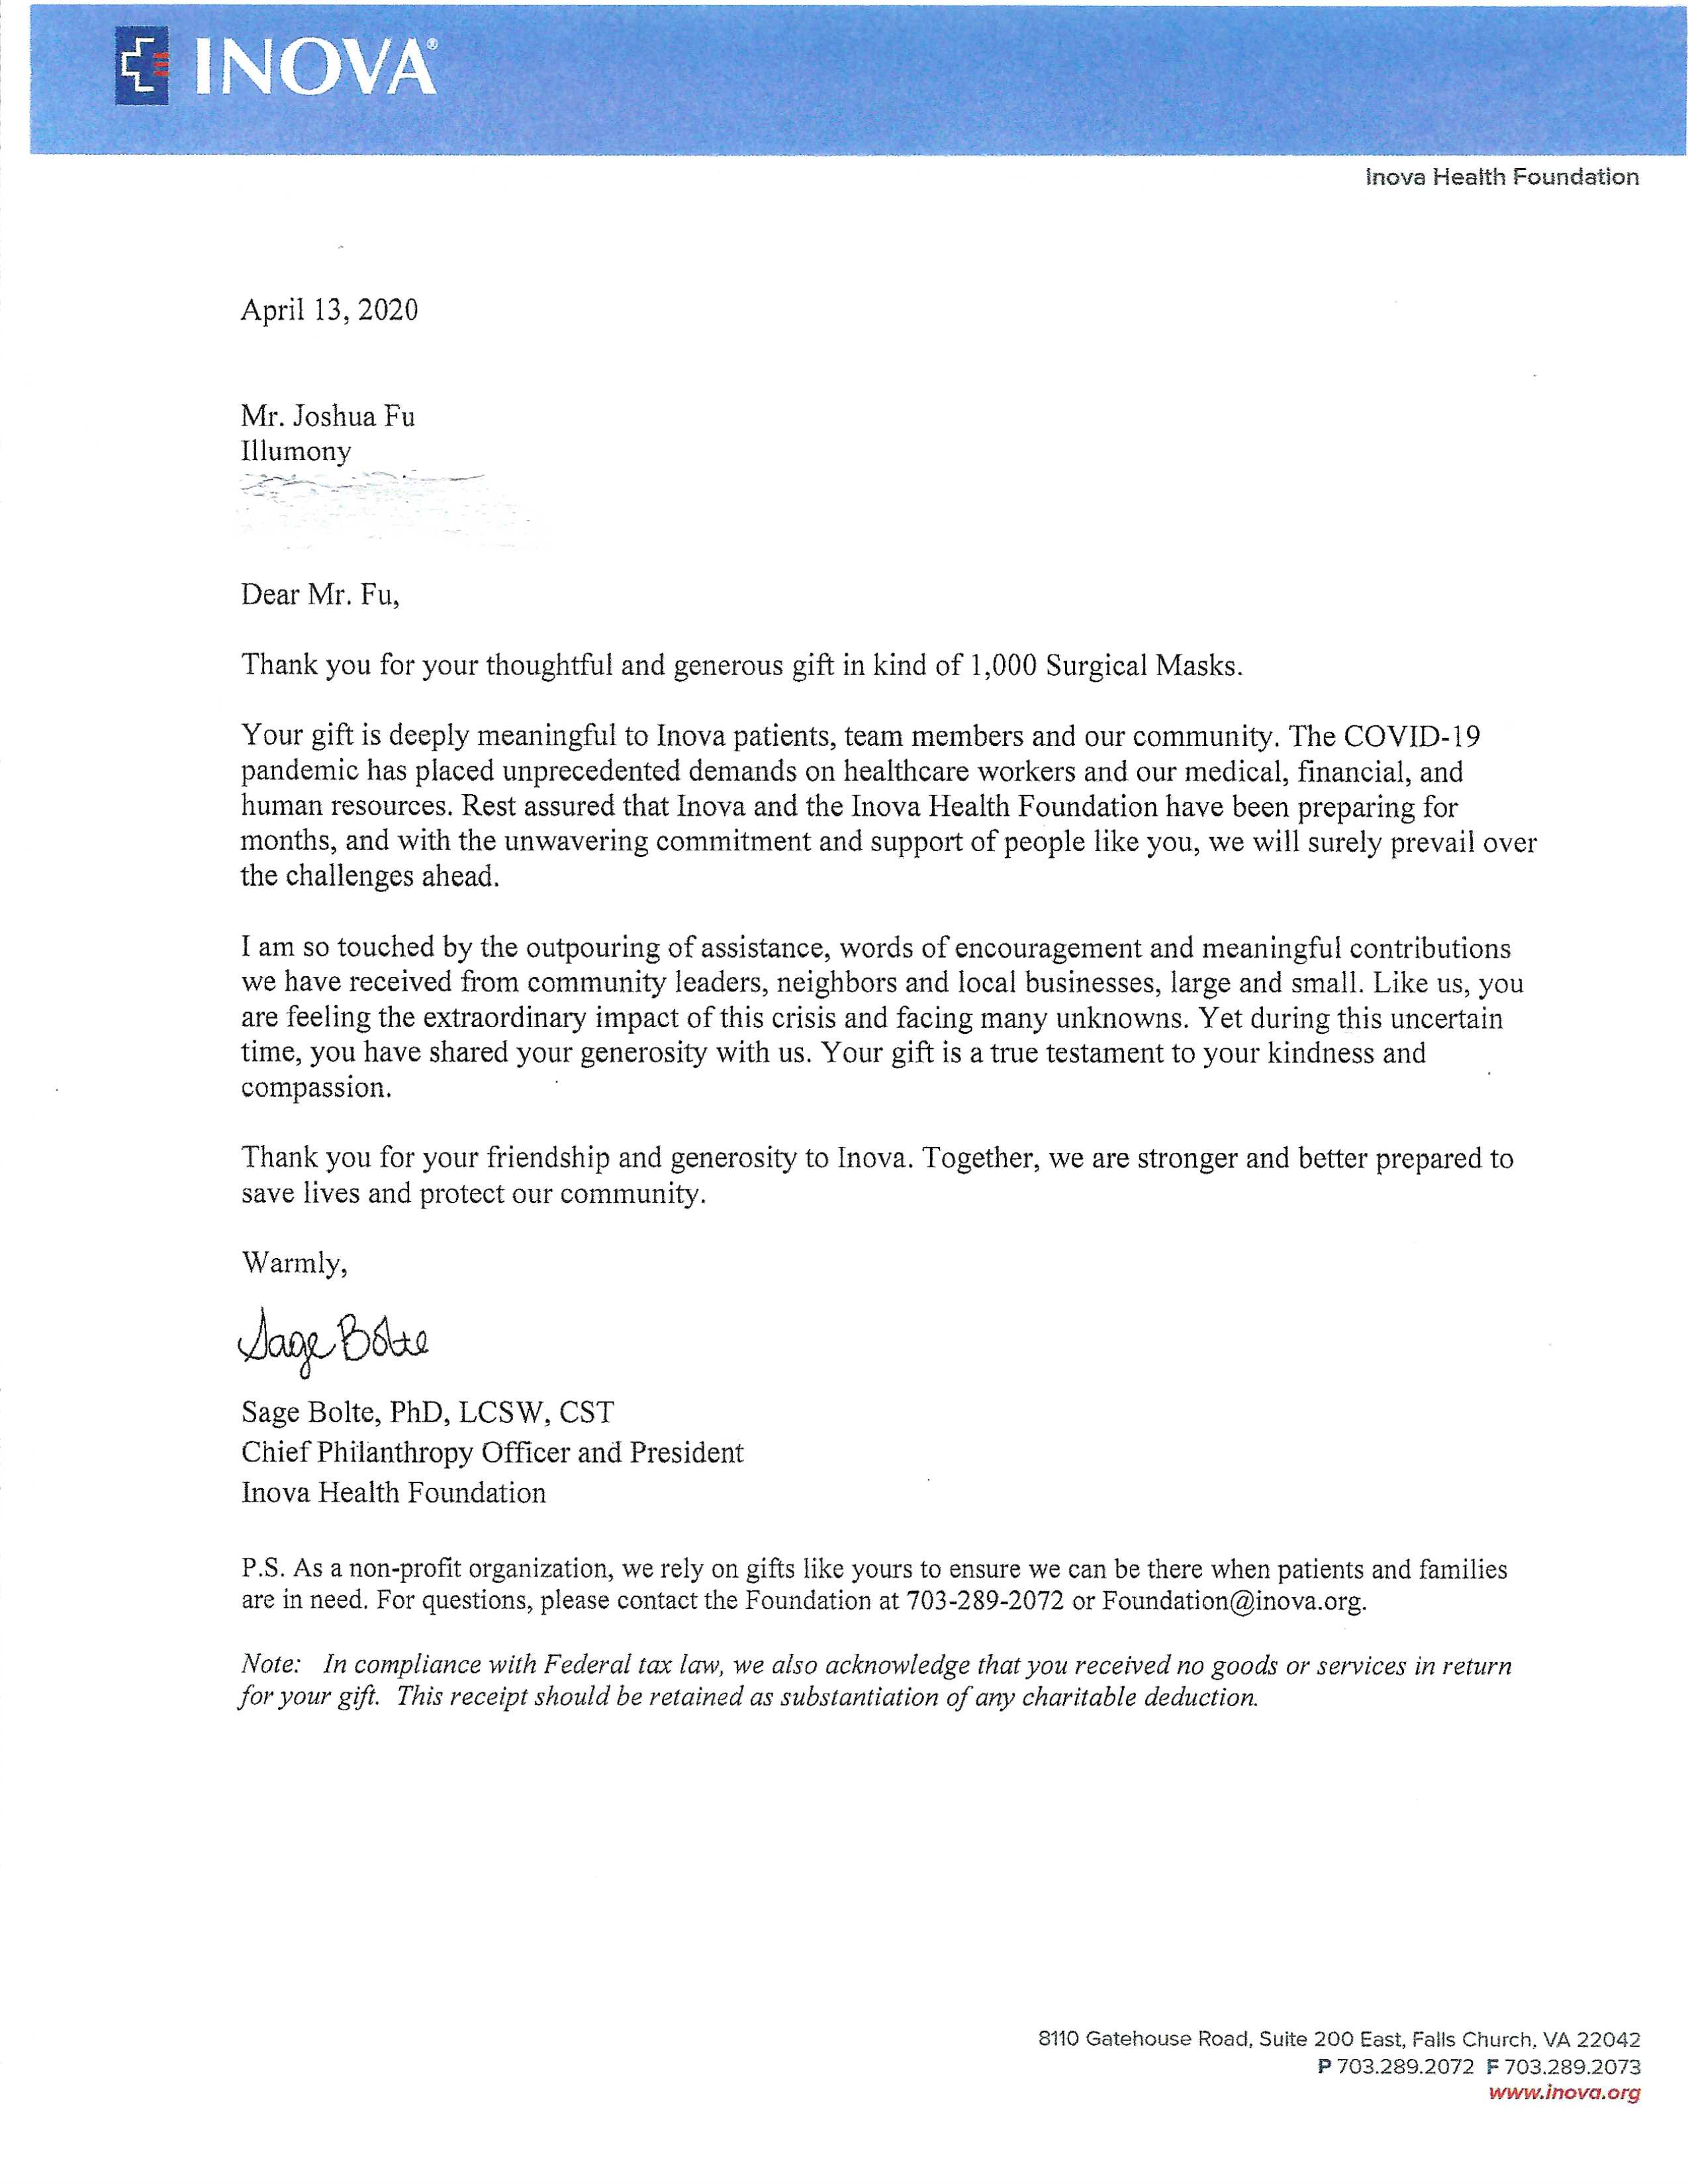 INOVA®
Inova Health Foundation
April 13, 2020
Mr. Joshua Fu
Illumony
Dear Mr. Fu,
Thank you for your thoughtful and generous gift in kind of 1,000 Surgical Masks.
Your gift is deeply meaningful to Inova patients, team members and our community. The COVID-19
pandemic has placed unprecedented demands on healthcare workers and our medical, financial, and
human resources. Rest assured that Inova and the Inova Health Foundation have been preparing for
months, and with the unwavering commitment and support of people like you, we will surely prevail over
the challenges ahead.
I am so touched by the outpouring of assistance, words of encouragement and meaningful contributions
we have received from community leaders, neighbors and local businesses, large and small. Like us, you
are feeling the extraordinary impact of this crisis and facing many unknowns. Yet during this uncertain
time, you have shared your generosity with us. Your gift is a true testament to your kindness and
compassion.
Thank you for your friendship and generosity to Inova. Together, we are stronger and better prepared to
save lives and protect our community.
Warmly,
Sage Bolte
Sage Bolte, PhD, LCSW, CST
Chief Philanthropy Officer and President
Inova Health Foundation
P.S. As a non-profit organization, we rely on gifts like yours to ensure we can be there when patients and families
are in need. For questions, please contact the Foundation at 703-289-2072 or Foundation@inova.org.
Note: In compliance with Federal tax law, we also acknowledge that you received no goods or services in return
for your gift. This receipt should be retained as substantiation of any charitable deduction.
8110 Gatehouse Road, Suite 200 East, Falls Church, VA 22042
P 703.289.2072 F 703.289.2073
www.inova.org